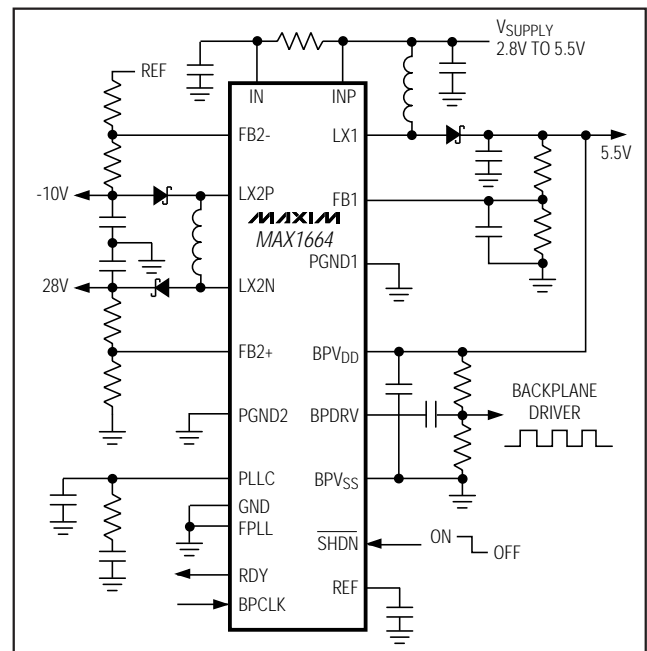 VSUPPLY
2.8V TO 5.5V
REF
IN
INP
FB2-
LX1
5.5V
-10V
LX2P
FB1
MAXIM
MAX1664
PGND1
28V
LX2N
FB2+
BPVDD
BACKPLANE
DRIVER
PGND2
BPDRV
PLLC
BPVSS
GND
FPLL
SHDN
ON
OFF
RDY
REF
BPCLK